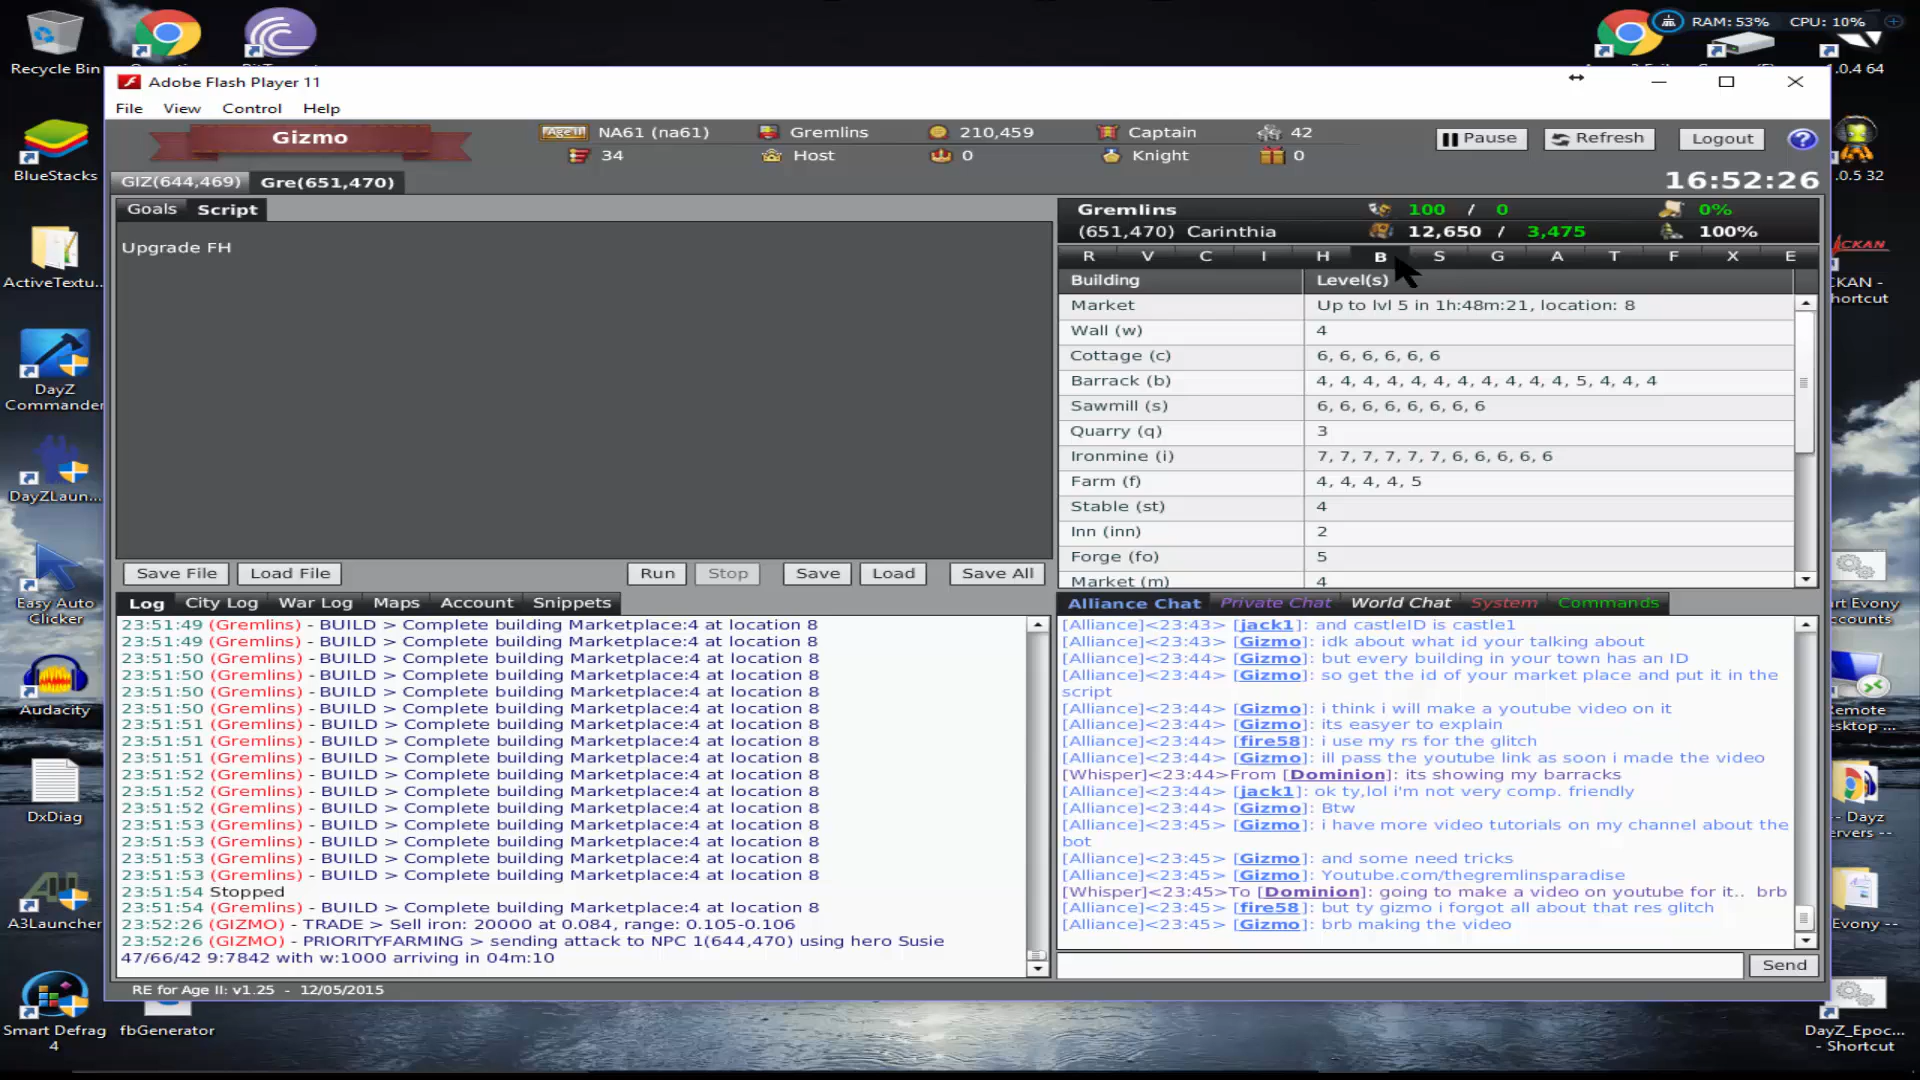 RAM: 53% CPU: 10%
Recycle Bin
1.0.4 64
Adobe Flash Player 11
File View Control Help
Gizmo
Age II NA61 (na61) Gremlins 210,459 Captain 42
34 Host 0 Knight 0
Pause Refresh Logout ?
BlueStacks
1.0.5 32
GIZ(644,469) Gre(651,470)
16:52:26
Goals Script
Gremlins 100 / 0 0%
(651,470) Carinthia 12,650 / 3,475 100%
Upgrade FH
R V C I H B S G A T F X E
Building Level(s)
Market Up to lvl 5 in 1h:48m:21, location: 8
Wall (w) 4
Cottage (c) 6, 6, 6, 6, 6, 6
Barrack (b) 4, 4, 4, 4, 4, 4, 4, 4, 4, 4, 4, 5, 4, 4, 4
Sawmill (s) 6, 6, 6, 6, 6, 6, 6, 6
Quarry (q) 3
Ironmine (i) 7, 7, 7, 7, 7, 7, 6, 6, 6, 6, 6
Farm (f) 4, 4, 4, 4, 5
Stable (st) 4
Inn (inn) 2
Forge (fo) 5
Market (m) 4
ActiveTextu...
CKAN -
Shortcut
DayZ
Commander
DayZLaun...
Save File Load File Run Stop Save Load Save All
Easy Auto
Clicker
Log City Log War Log Maps Account Snippets
23:51:49 (Gremlins) - BUILD > Complete building Marketplace:4 at location 8
23:51:49 (Gremlins) - BUILD > Complete building Marketplace:4 at location 8
23:51:50 (Gremlins) - BUILD > Complete building Marketplace:4 at location 8
23:51:50 (Gremlins) - BUILD > Complete building Marketplace:4 at location 8
23:51:50 (Gremlins) - BUILD > Complete building Marketplace:4 at location 8
23:51:50 (Gremlins) - BUILD > Complete building Marketplace:4 at location 8
23:51:51 (Gremlins) - BUILD > Complete building Marketplace:4 at location 8
23:51:51 (Gremlins) - BUILD > Complete building Marketplace:4 at location 8
23:51:51 (Gremlins) - BUILD > Complete building Marketplace:4 at location 8
23:51:52 (Gremlins) - BUILD > Complete building Marketplace:4 at location 8
23:51:52 (Gremlins) - BUILD > Complete building Marketplace:4 at location 8
23:51:52 (Gremlins) - BUILD > Complete building Marketplace:4 at location 8
23:51:53 (Gremlins) - BUILD > Complete building Marketplace:4 at location 8
23:51:53 (Gremlins) - BUILD > Complete building Marketplace:4 at location 8
23:51:53 (Gremlins) - BUILD > Complete building Marketplace:4 at location 8
23:51:53 (Gremlins) - BUILD > Complete building Marketplace:4 at location 8
23:51:54 Stopped
23:51:54 (Gremlins) - BUILD > Complete building Marketplace:4 at location 8
23:52:26 (GIZMO) - TRADE > Sell iron: 20000 at 0.084, range: 0.105-0.106
23:52:26 (GIZMO) - PRIORITYFARMING > sending attack to NPC 1(644,470) using hero Susie
47/66/42 9:7842 with w:1000 arriving in 04m:10
Alliance Chat Private Chat World Chat System Commands
[Alliance]<23:43> [jack1]: and castleID is castle1
[Alliance]<23:43> [Gizmo]: idk about what id your talking about
[Alliance]<23:44> [Gizmo]: but every building in your town has an ID
[Alliance]<23:44> [Gizmo]: so get the id of your market place and put it in the
script
[Alliance]<23:44> [Gizmo]: i think i will make a youtube video on it
[Alliance]<23:44> [Gizmo]: its easyer to explain
[Alliance]<23:44> [fire58]: i use my rs for the glitch
[Alliance]<23:44> [Gizmo]: ill pass the youtube link as soon i made the video
[Whisper]<23:44>From [Dominion]: its showing my barracks
[Alliance]<23:44> [jack1]: ok ty,lol i'm not very comp. friendly
[Alliance]<23:44> [Gizmo]: Btw
[Alliance]<23:45> [Gizmo]: i have more video tutorials on my channel about the
bot
[Alliance]<23:45> [Gizmo]: and some need tricks
[Alliance]<23:45> [Gizmo]: Youtube.com/thegremlinsparadise
[Whisper]<23:45>To [Dominion]: going to make a video on youtube for it.. brb
[Alliance]<23:45> [fire58]: but ty gizmo i forgot all about that res glitch
[Alliance]<23:45> [Gizmo]: brb making the video
Send
RE for Age II: v1.25 - 12/05/2015
Audacity
DxDiag
A3Launcher
Smart Defrag
4
fbGenerator
rt Evony
ccounts
emote
sktop ...
- Dayz
ervers --
Evony --
DayZ_Epoc...
- Shortcut